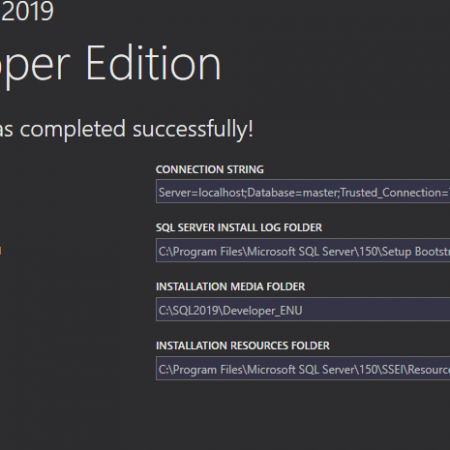 2019
oper Edition
as completed successfully!
CONNECTION STRING
Server=localhost;Database=master;Trusted_Connection=
SQL SERVER INSTALL LOG FOLDER
C:\Program Files\Microsoft SQL Server\150\Setup Bootst
INSTALLATION MEDIA FOLDER
C:\SQL2019\Developer_ENU
INSTALLATION RESOURCES FOLDER
C:\Program Files\Microsoft SQL Server\150\SSEI\Resourc